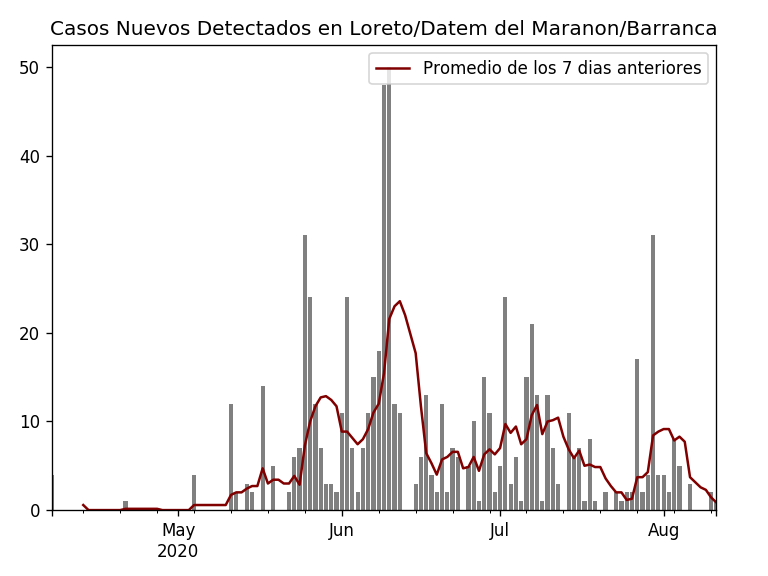 Casos Nuevos Detectados en Loreto/Datem del Maranon/Barranca
Promedio de los 7 dias anteriores
50
40
30
20
10
0
May
2020
Jun
Jul
Aug